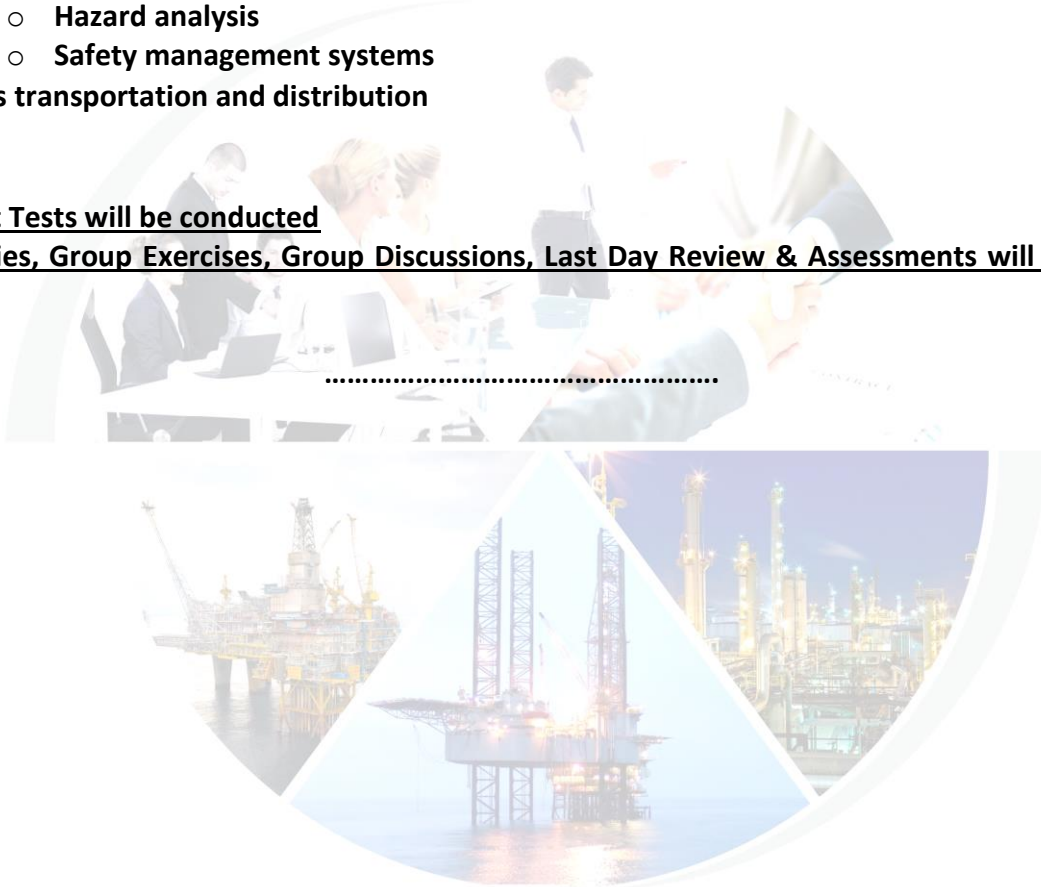 o Hazard analysis
o Safety management systems
s transportation and distribution
t Tests will be conducted
ies, Group Exercises, Group Discussions, Last Day Review & Assessments will
…………………………………………….